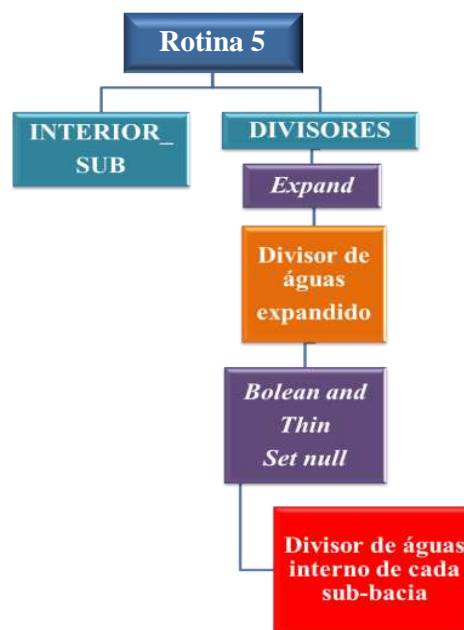 Rotina 5
INTERIOR_
SUB
DIVISORES
Expand
Divisor de
águas
expandido
Bolean and
Thin
Set null
Divisor de águas
interno de cada
sub-bacia